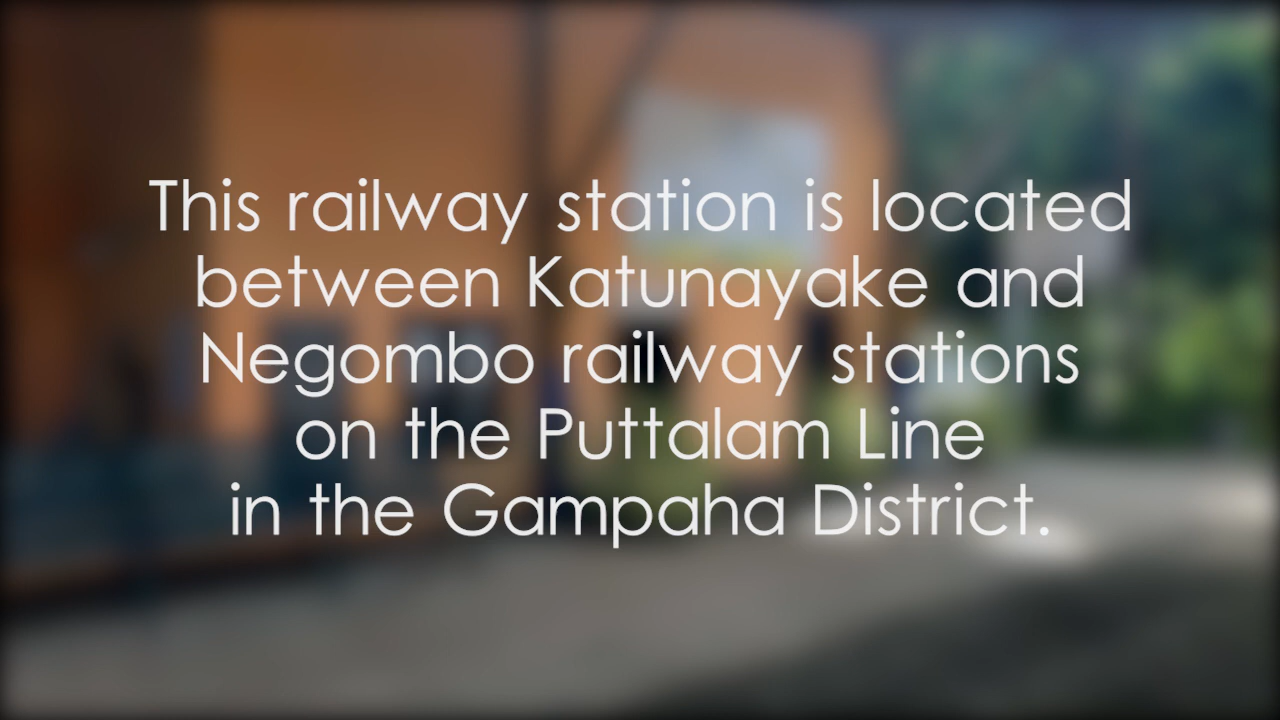 This railway station is located
between Katunayake and
Negombo railway stations
on the Puttalam Line
in the Gampaha District.